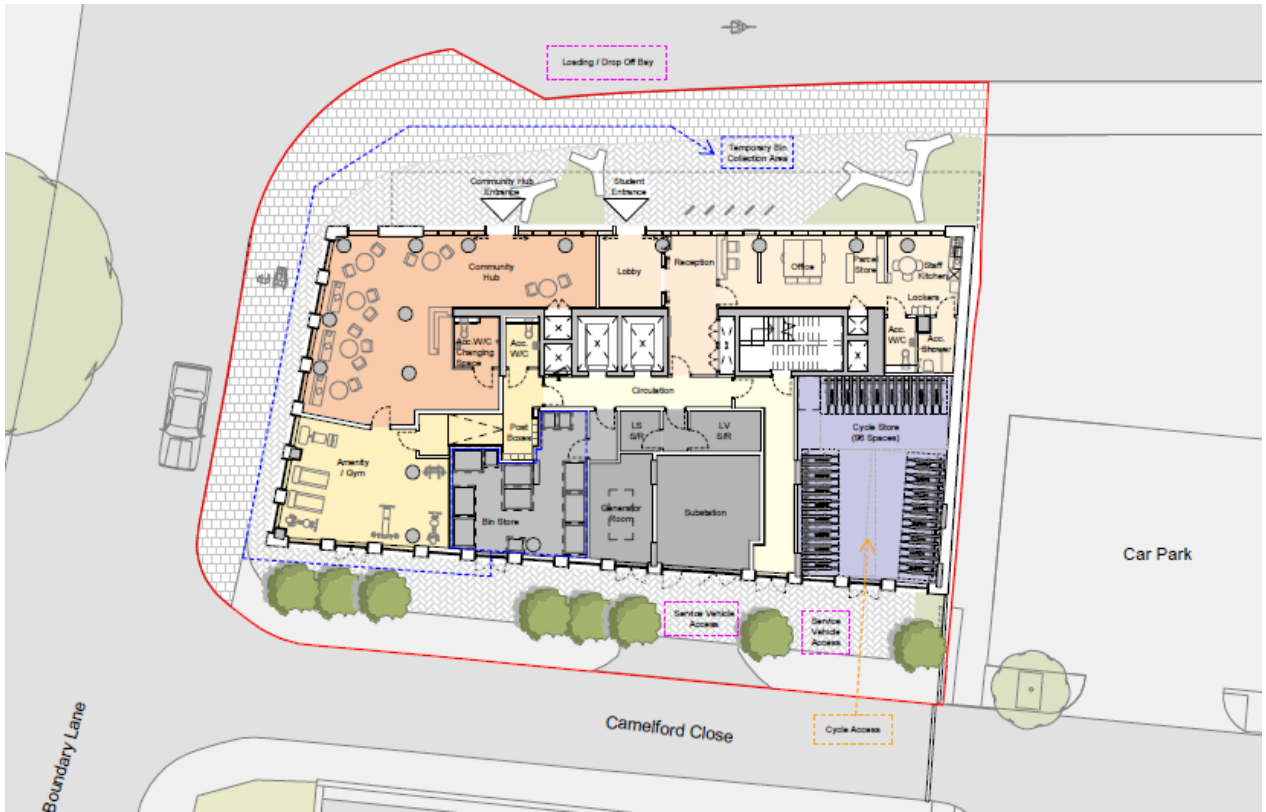 Loading / Drop Off Bay
Temporary Bin
Collection Area
Community Hub
Entrance
Student
Entrance
Community
Hub
Lobby
Reception
Office
Parcel
Store
Staff
Kitchen
Lockers
Acc.W/C +
Changing
Space
Acc.
W/C
Acc.
W/C
Acc.
Shower
Circulation
Post
Boxes
LS
S/R
LV
S/R
Cycle Store
(96 Spaces)
Amenity
/ Gym
Bin Store
Generator
Room
Substation
Car Park
Service Vehicle
Access
Service
Vehicle
Access
Camelford Close
Cycle Access
Boundary Lane